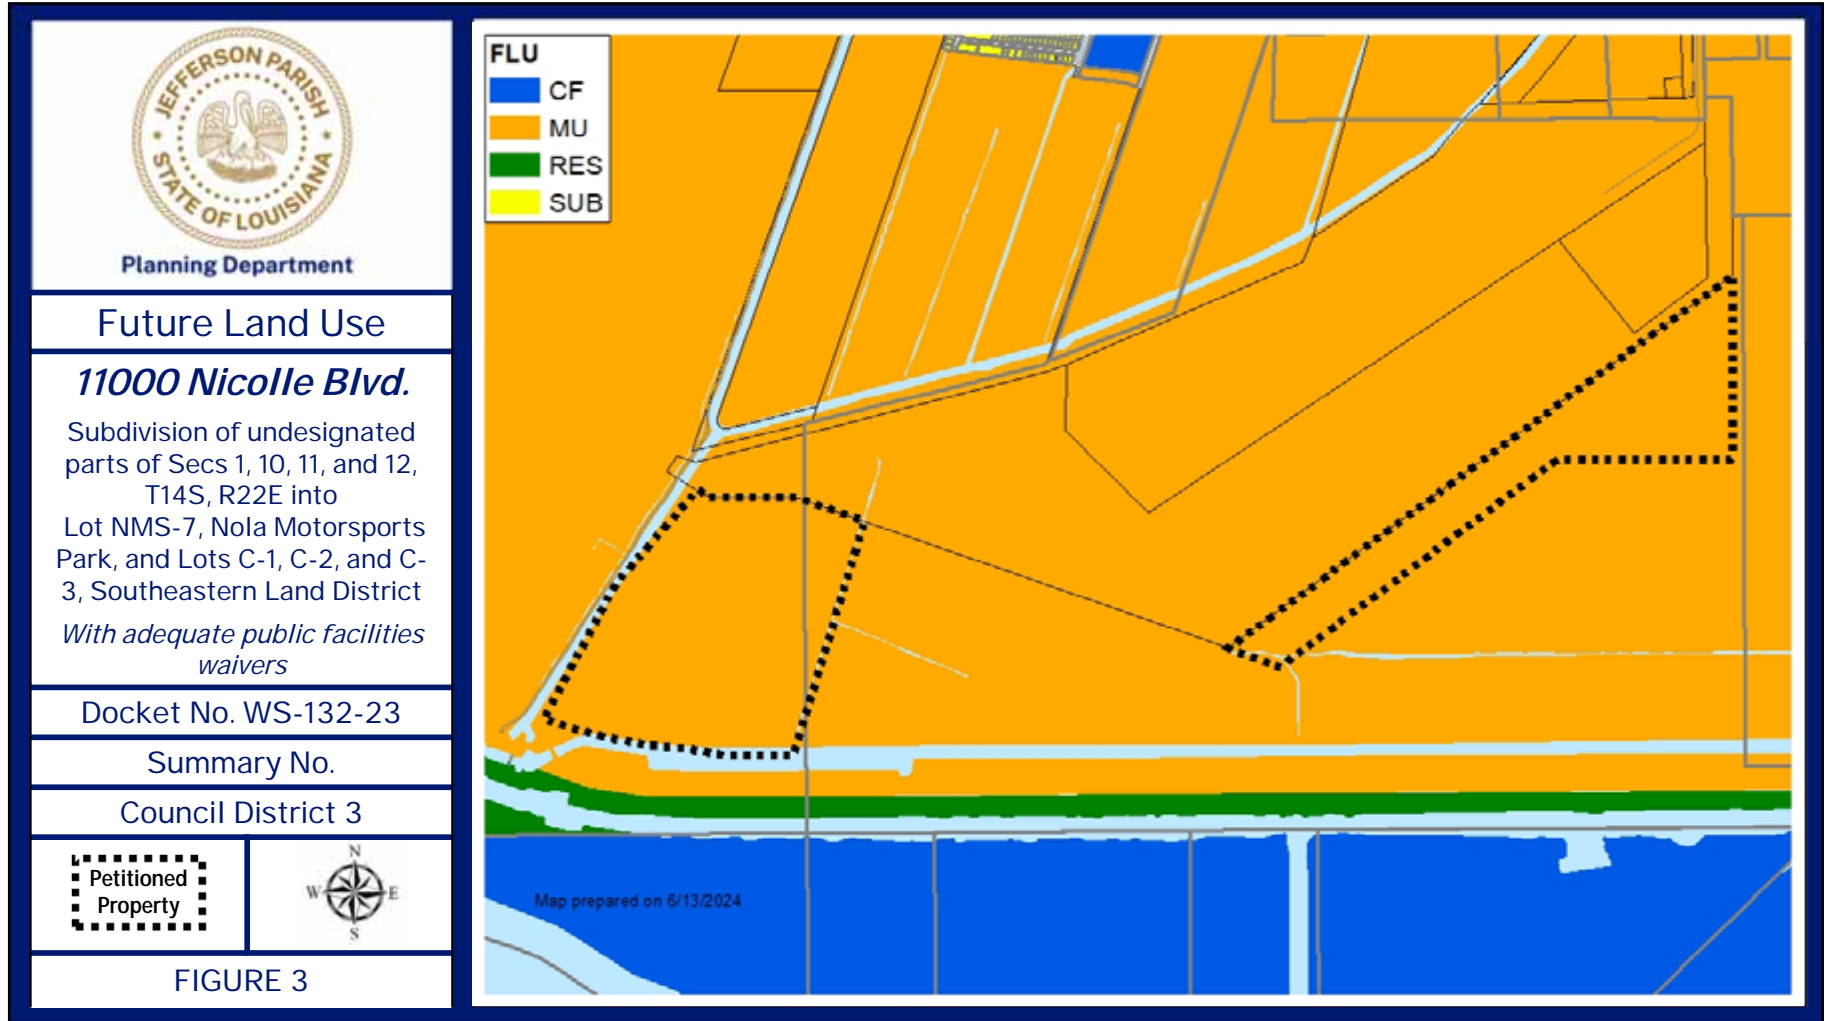 JEFFERSON PARISH
STATE OF LOUISIANA
Planning Department
Future Land Use
11000 Nicolle Blvd.
Subdivision of undesignated
parts of Secs 1, 10, 11, and 12,
T14S, R22E into
Lot NMS-7, Nola Motorsports
Park, and Lots C-1, C-2, and C-
3, Southeastern Land District
With adequate public facilities
waivers
Docket No. WS-132-23
Summary No.
Council District 3
Petitioned
Property
N
W E
S
FIGURE 3
FLU
CF
MU
RES
SUB
Map prepared on 6/13/2024